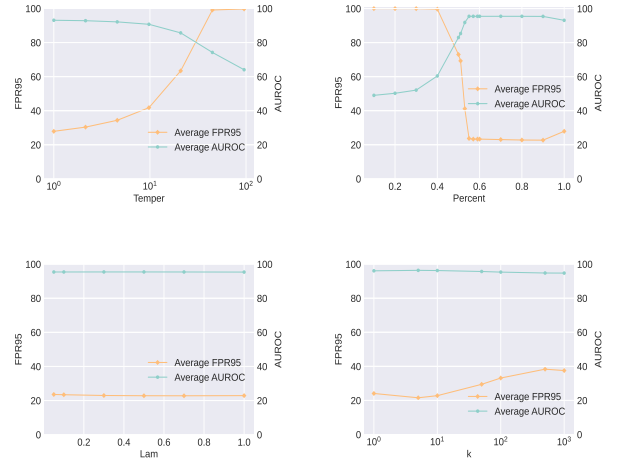 100 100
80 80
60 60
40 40
20 20
0 0
FPR95
AUROC
Average FPR95
Average AUROC
10^0 10^1 10^2
Temper
100 100
80 80
60 60
40 40
20 20
0 0
FPR95
AUROC
Average FPR95
Average AUROC
0.2 0.4 0.6 0.8 1.0
Percent
100 100
80 80
60 60
40 40
20 20
0 0
FPR95
AUROC
Average FPR95
Average AUROC
0.2 0.4 0.6 0.8 1.0
Lam
100 100
80 80
60 60
40 40
20 20
0 0
FPR95
AUROC
Average FPR95
Average AUROC
10^0 10^1 10^2 10^3
k